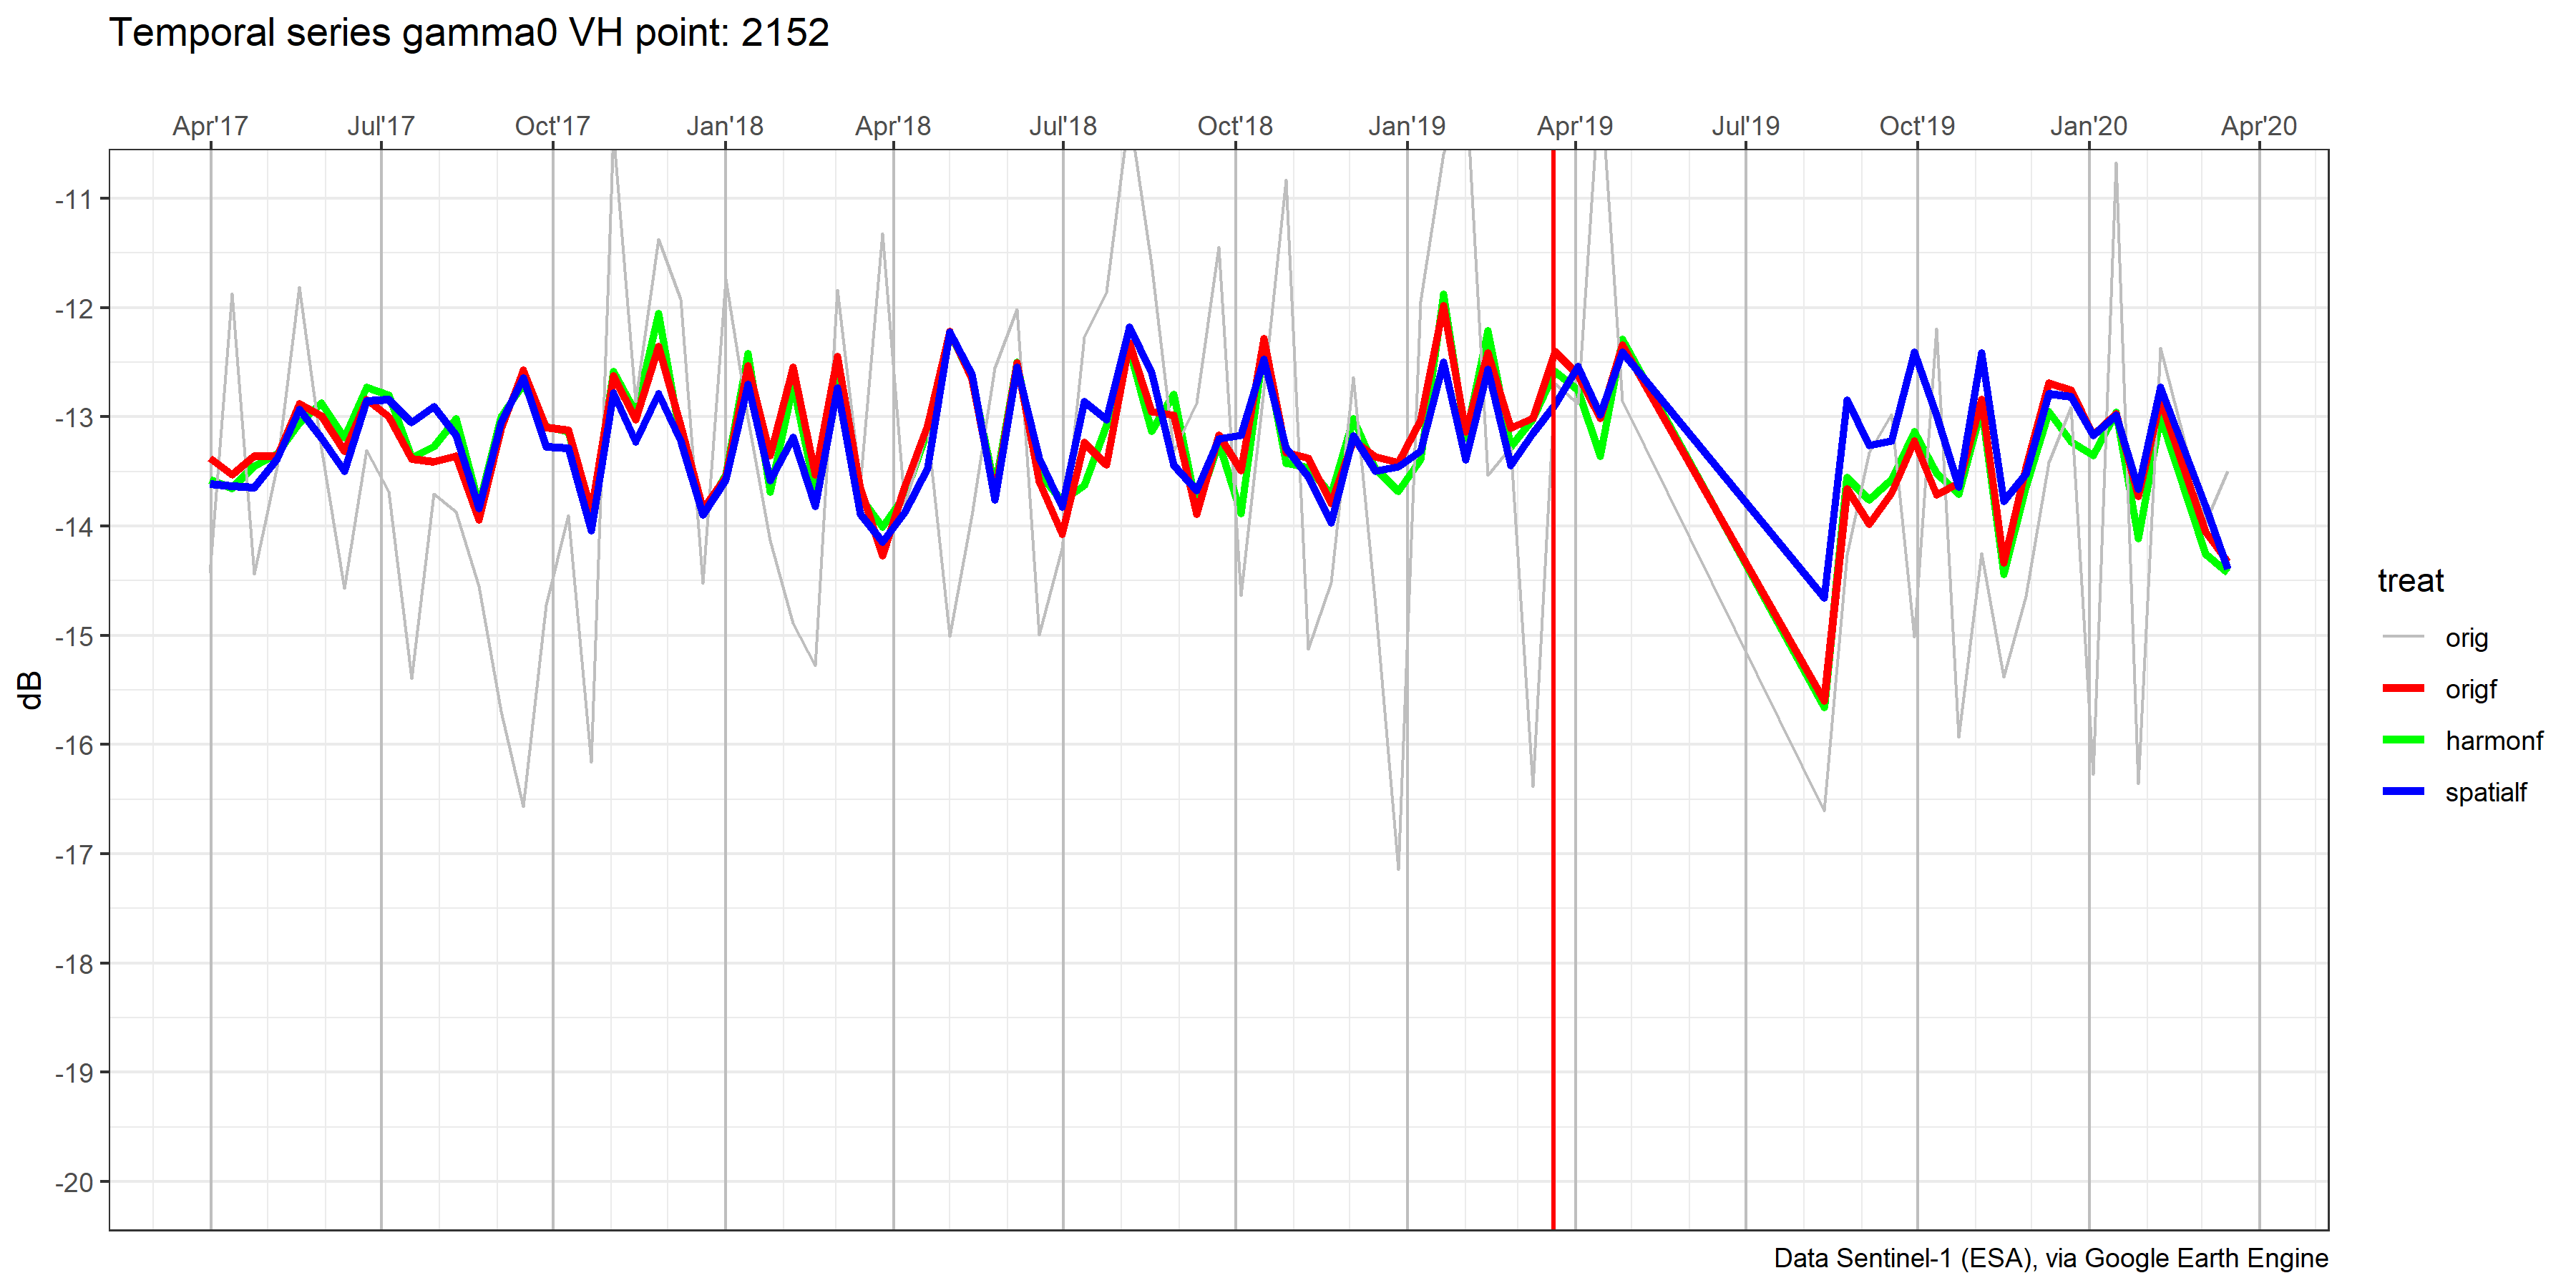 Temporal series gamma0 VH point: 2152
Apr'17 Jul'17 Oct'17 Jan'18 Apr'18 Jul'18 Oct'18 Jan'19 Apr'19 Jul'19 Oct'19 Jan'20 Apr'20
-11
-12
-13
-14
-15
-16
-17
-18
-19
-20
dB
treat
orig
origf
harmonf
spatialf
Data Sentinel-1 (ESA), via Google Earth Engine